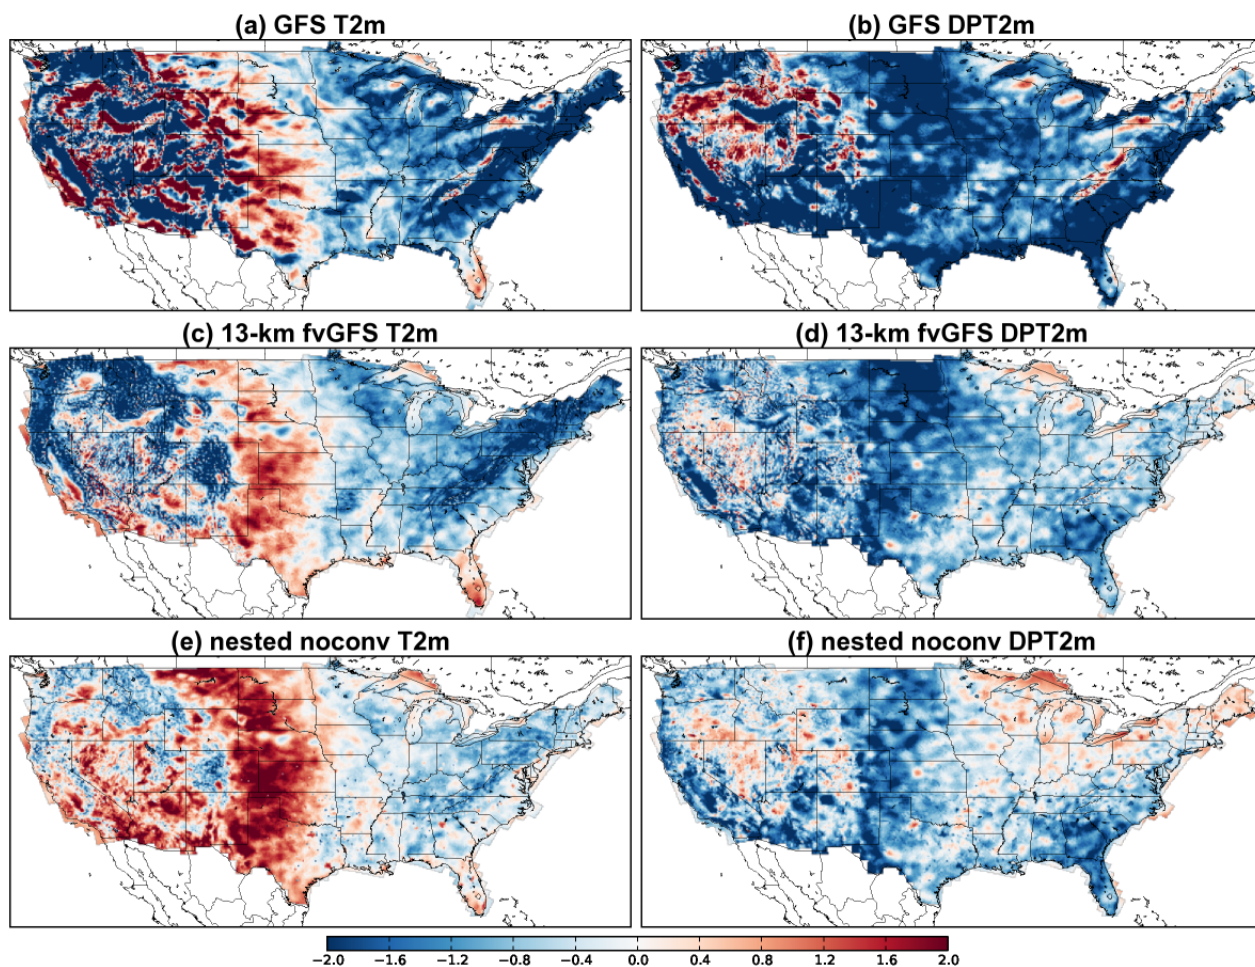 (a) GFS T2m
(b) GFS DPT2m
(c) 13-km fvGFS T2m
(d) 13-km fvGFS DPT2m
(e) nested noconv T2m
(f) nested noconv DPT2m
−2.0 −1.6 −1.2 −0.8 −0.4 0.0 0.4 0.8 1.2 1.6 2.0